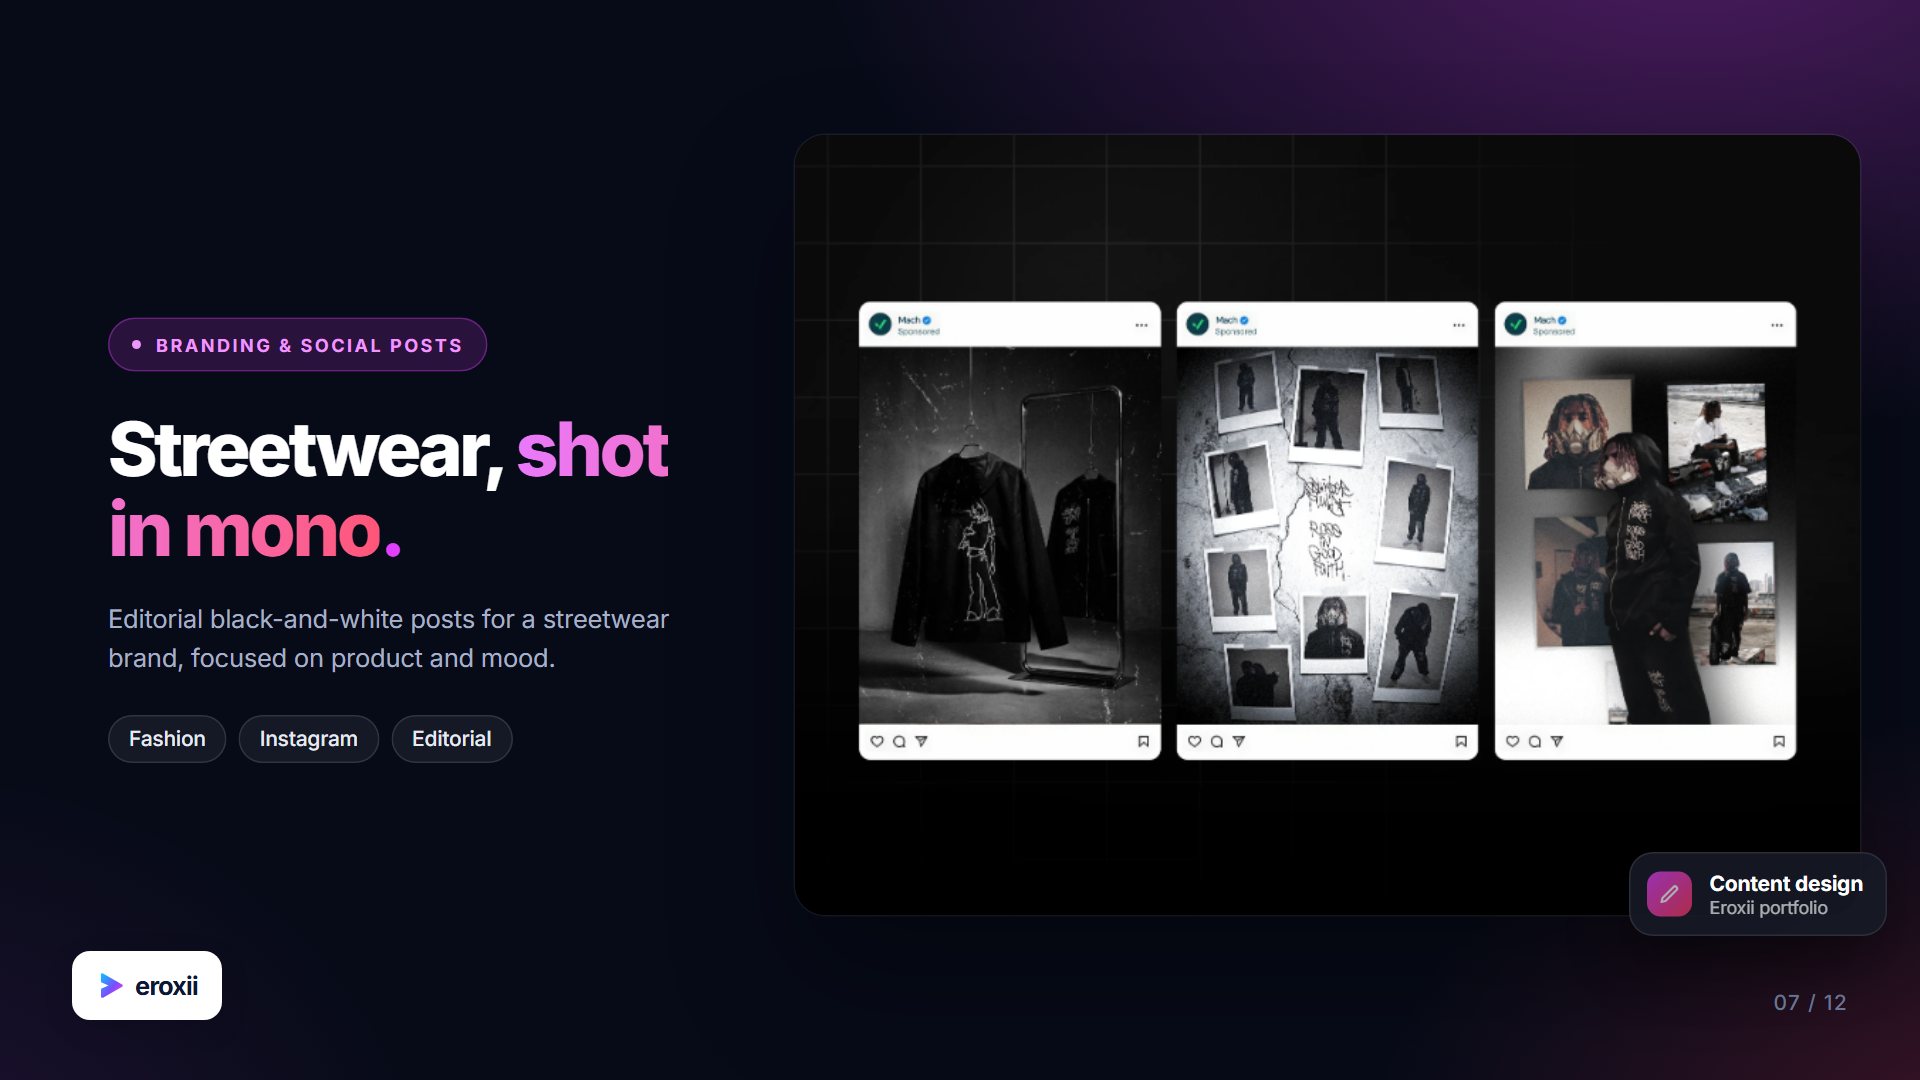 BRANDING & SOCIAL POSTS
Streetwear, shot
in mono.
Editorial black-and-white posts for a streetwear
brand, focused on product and mood.
Fashion
Instagram
Editorial
Mach
Sponsored
Mach
Sponsored
Mach
Sponsored
Content design
Eroxii portfolio
eroxii
07 / 12